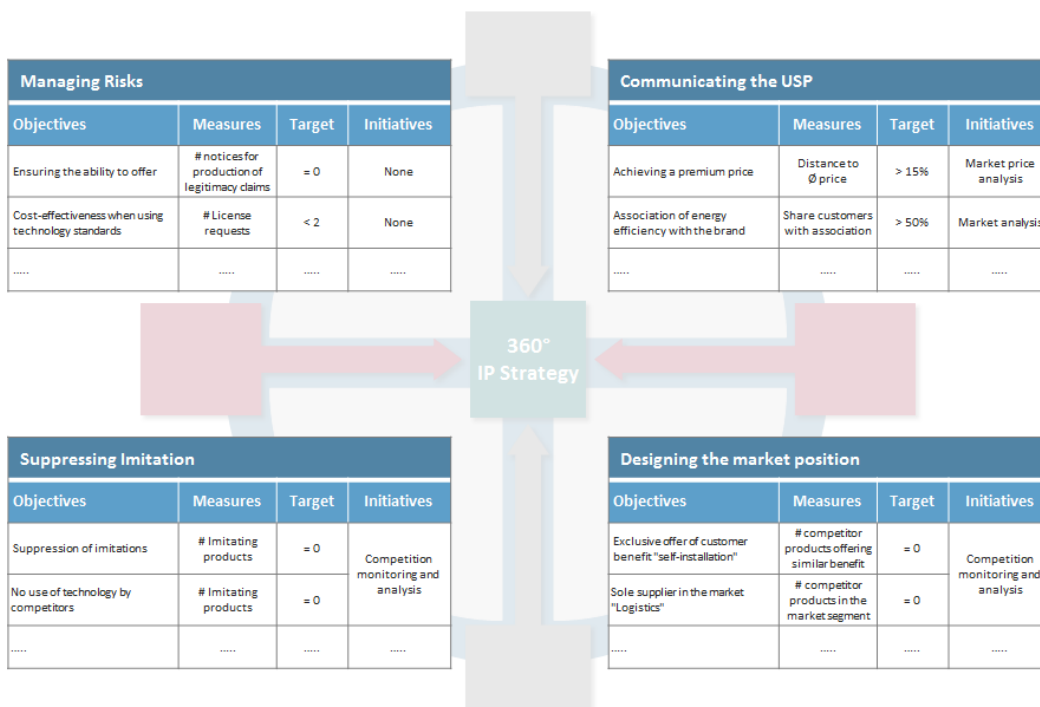 Managing Risks
Objectives Measures Target Initiatives
Ensuring the ability to offer
# notices for
production of
legitimacy claims
= 0
None
Cost-effectiveness when using
technology standards
# License
requests
< 2
None
..... ..... ..... .....
Communicating the USP
Objectives Measures Target Initiatives
Achieving a premium price
Distance to
Ø price
> 15%
Market price
analysis
Association of energy
efficiency with the brand
Share customers
with association
> 50%
Market analysis
..... ..... ..... .....
360°
IP Strategy
Suppressing Imitation
Objectives Measures Target Initiatives
Suppression of imitations
# Imitating
products
= 0
Competition
monitoring and
analysis
No use of technology by
competitors
# Imitating
products
= 0
..... ..... ..... .....
Designing the market position
Objectives Measures Target Initiatives
Exclusive offer of customer
benefit "self-installation"
# competitor
products offering
similar benefit
= 0
Competition
monitoring and
analysis
Sole supplier in the market
"Logistics"
# competitor
products in the
market segment
= 0
..... ..... ..... .....